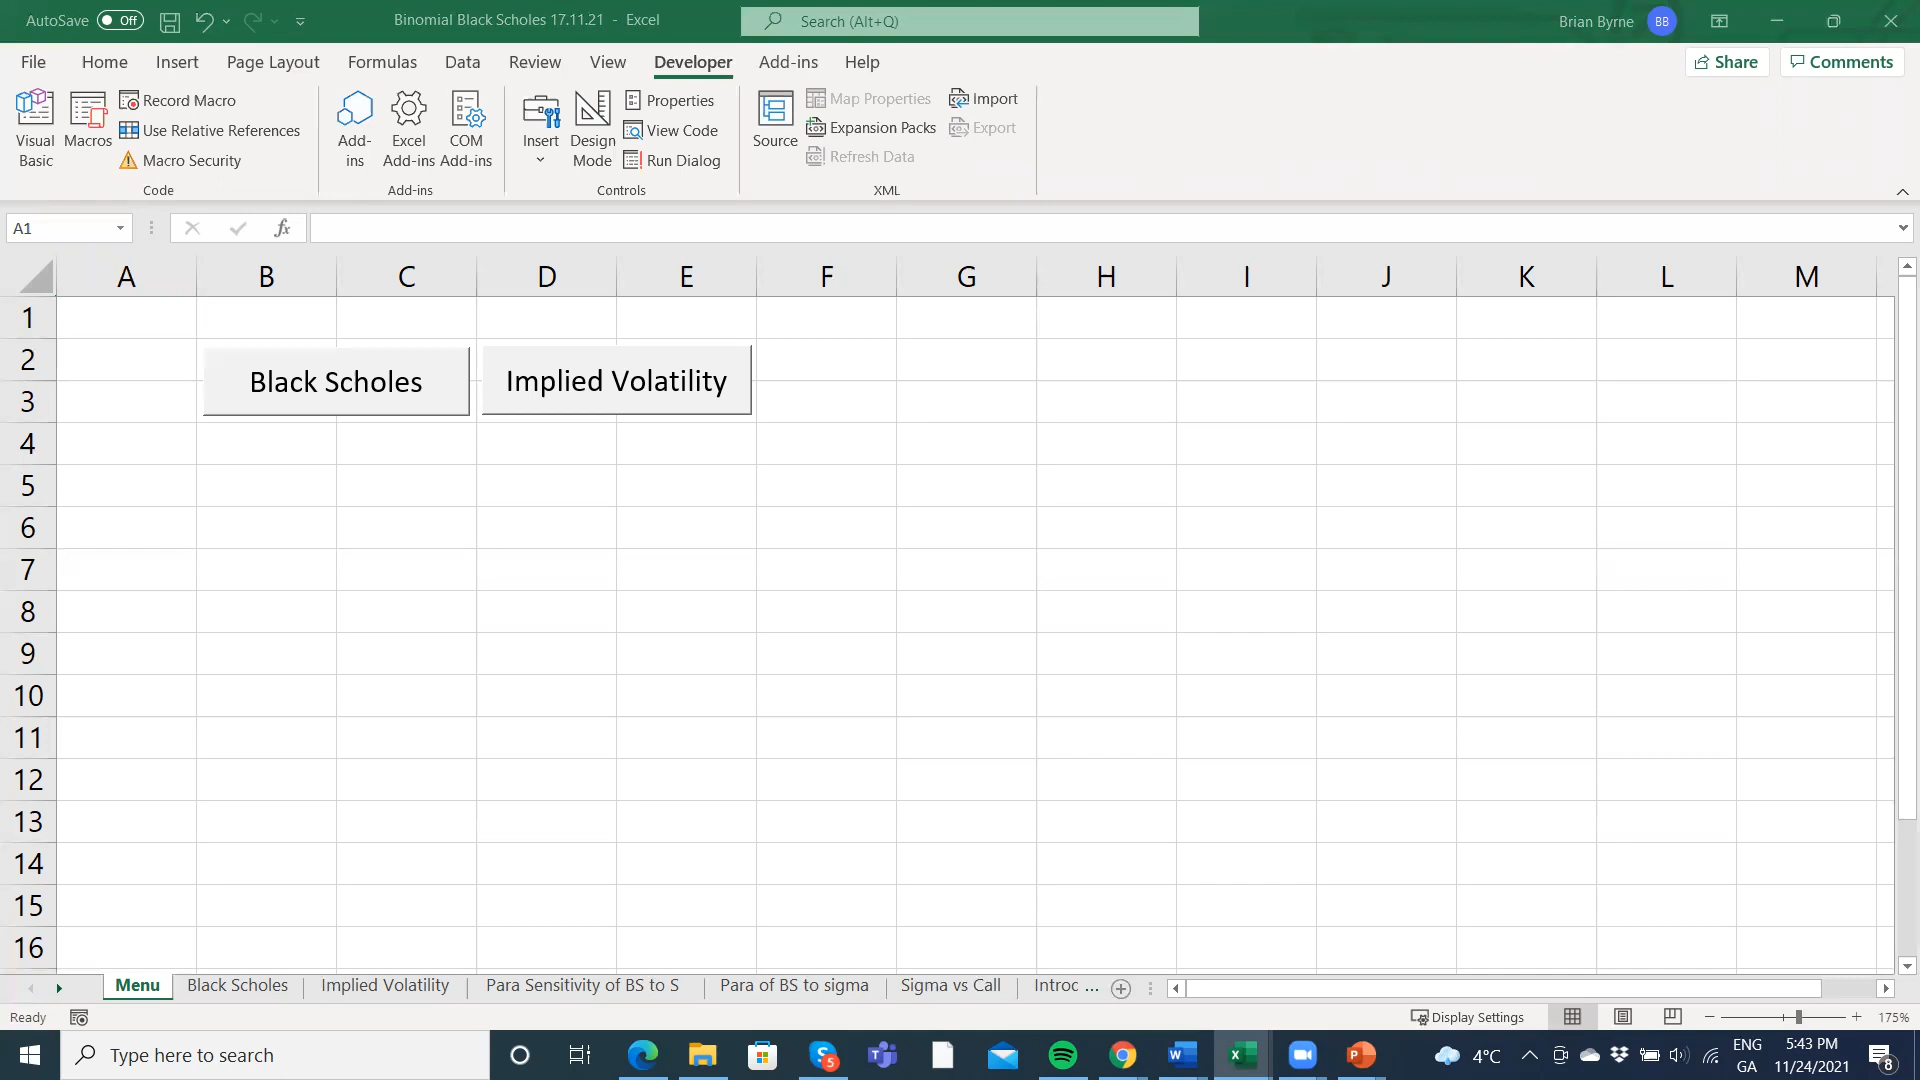 AutoSave Off Binomial Black Scholes 17.11.21 - Excel Search (Alt+Q) Brian Byrne BB
File Home Insert Page Layout Formulas Data Review View Developer Add-ins Help Share Comments
Visual Basic
Macros
Record Macro
Use Relative References
Macro Security
Code
Add-ins
Excel Add-ins
COM Add-ins
Add-ins
Insert
Design Mode
Properties
View Code
Run Dialog
Controls
Source
Map Properties
Expansion Packs
Refresh Data
Import
Export
XML
A1 fx
A B C D E F G H I J K L M
1
2
3
Black Scholes Implied Volatility
4
5
6
7
8
9
10
11
12
13
14
15
16
Menu Black Scholes Implied Volatility Para Sensitivity of BS to S Para of BS to sigma Sigma vs Call Introc ...
Ready Display Settings 175%
Type here to search 5 4°C ENG GA 5:43 PM 11/24/2021 8